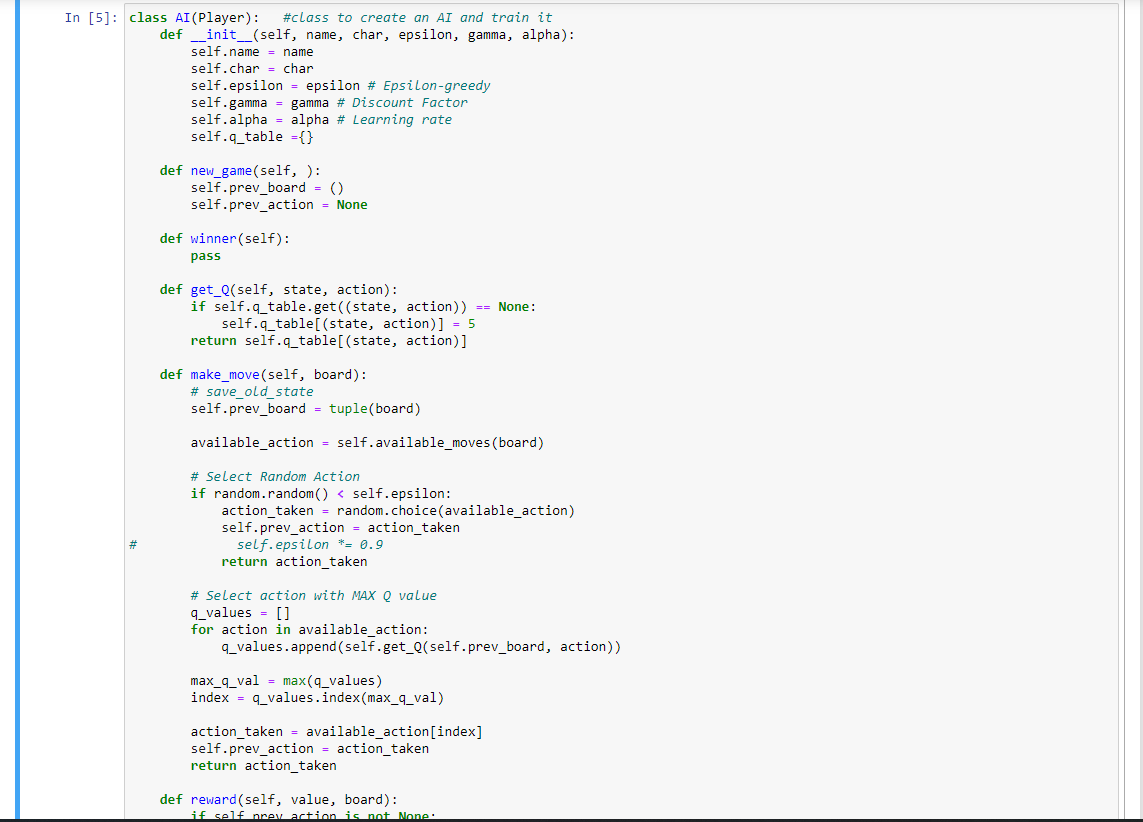 In [5]: class AI(Player):   #class to create an AI and train it
    def __init__(self, name, char, epsilon, gamma, alpha):
        self.name = name
        self.char = char
        self.epsilon = epsilon # Epsilon-greedy
        self.gamma = gamma # Discount Factor
        self.alpha = alpha # Learning rate
        self.q_table ={}

    def new_game(self, ):
        self.prev_board = ()
        self.prev_action = None

    def winner(self):
        pass

    def get_Q(self, state, action):
        if self.q_table.get((state, action)) == None:
            self.q_table[(state, action)] = 5
        return self.q_table[(state, action)]

    def make_move(self, board):
        # save_old_state
        self.prev_board = tuple(board)

        available_action = self.available_moves(board)

        # Select Random Action
        if random.random() < self.epsilon:
            action_taken = random.choice(available_action)
            self.prev_action = action_taken
#             self.epsilon *= 0.9
            return action_taken

        # Select action with MAX Q value
        q_values = []
        for action in available_action:
            q_values.append(self.get_Q(self.prev_board, action))

        max_q_val = max(q_values)
        index = q_values.index(max_q_val)

        action_taken = available_action[index]
        self.prev_action = action_taken
        return action_taken

    def reward(self, value, board):
        if self.prev_action is not None: